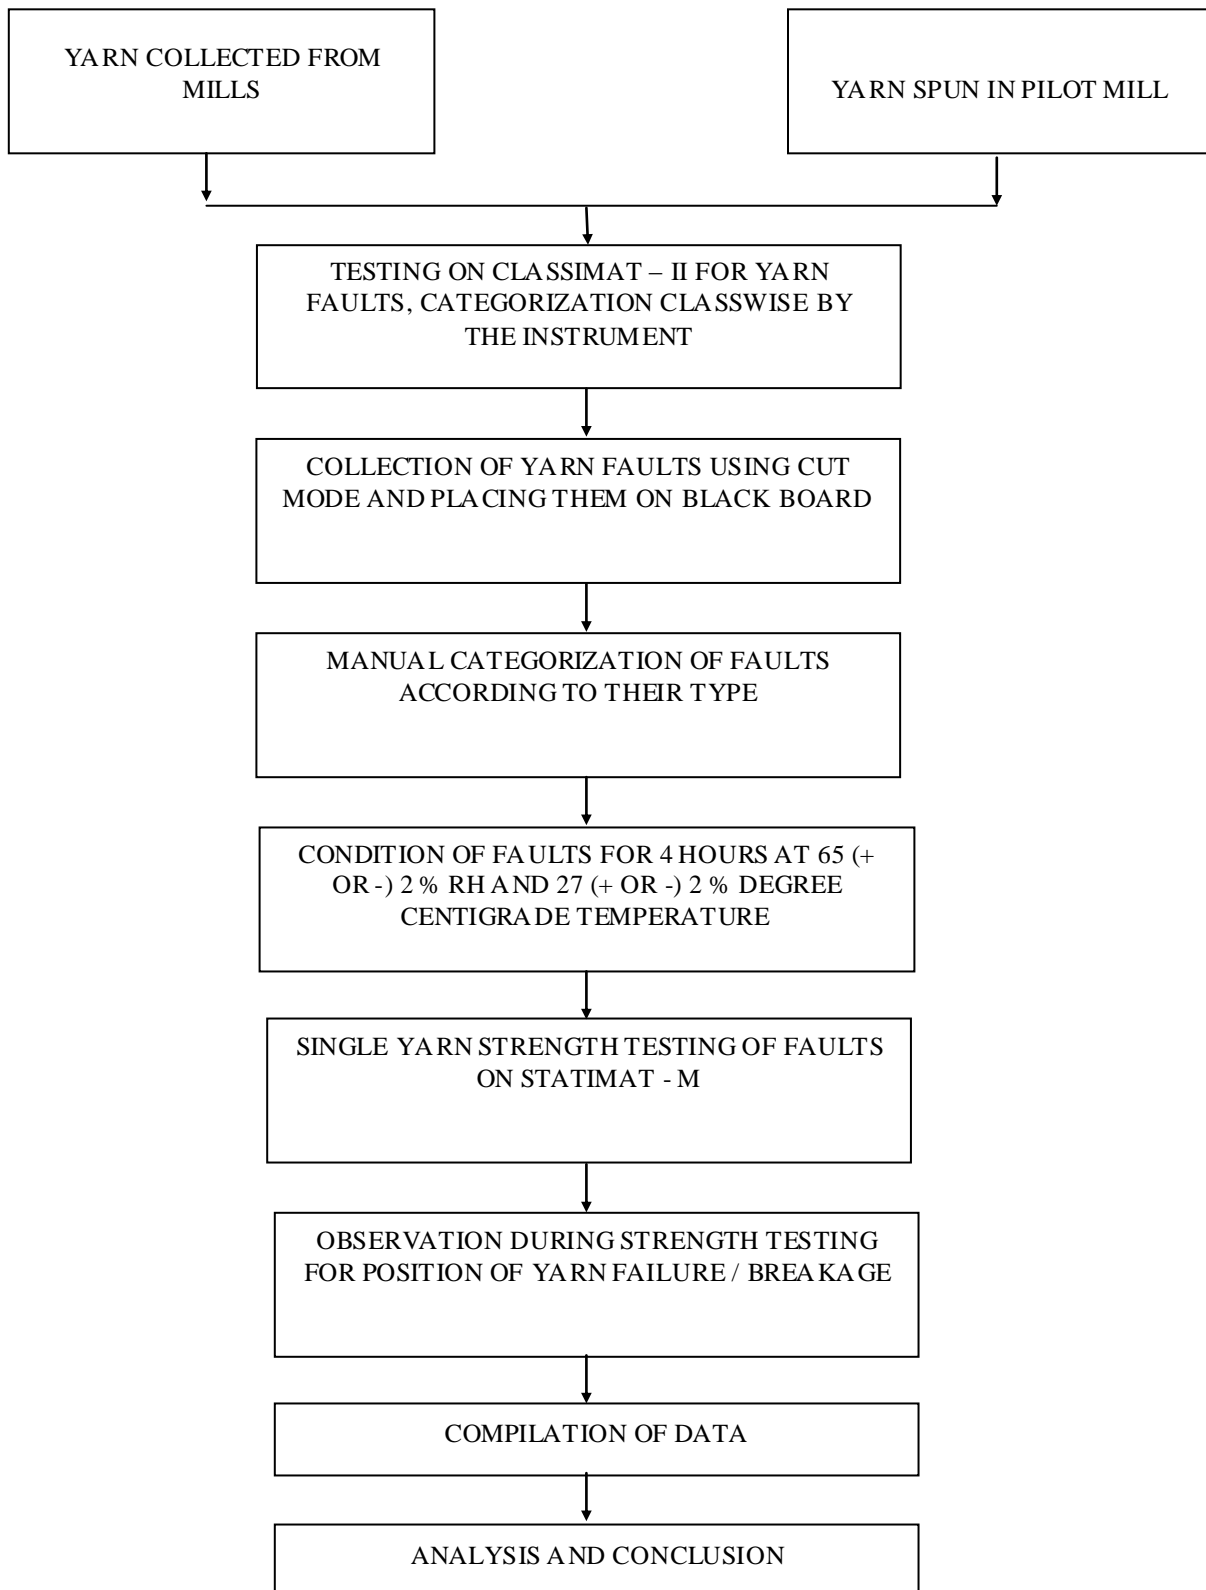 YARN COLLECTED FROM
MILLS
YARN SPUN IN PILOT MILL
TESTING ON CLASSIMAT – II FOR YARN
FAULTS, CATEGORIZATION CLASSWISE BY
THE INSTRUMENT
COLLECTION OF YARN FAULTS USING CUT
MODE AND PLACING THEM ON BLACK BOARD
MANUAL CATEGORIZATION OF FAULTS
ACCORDING TO THEIR TYPE
CONDITION OF FAULTS FOR 4 HOURS AT 65 (+
OR -) 2 % RH AND 27 (+ OR -) 2 % DEGREE
CENTIGRADE TEMPERATURE
SINGLE YARN STRENGTH TESTING OF FAULTS
ON STATIMAT - M
OBSERVATION DURING STRENGTH TESTING
FOR POSITION OF YARN FAILURE / BREAKAGE
COMPILATION OF DATA
ANALYSIS AND CONCLUSION